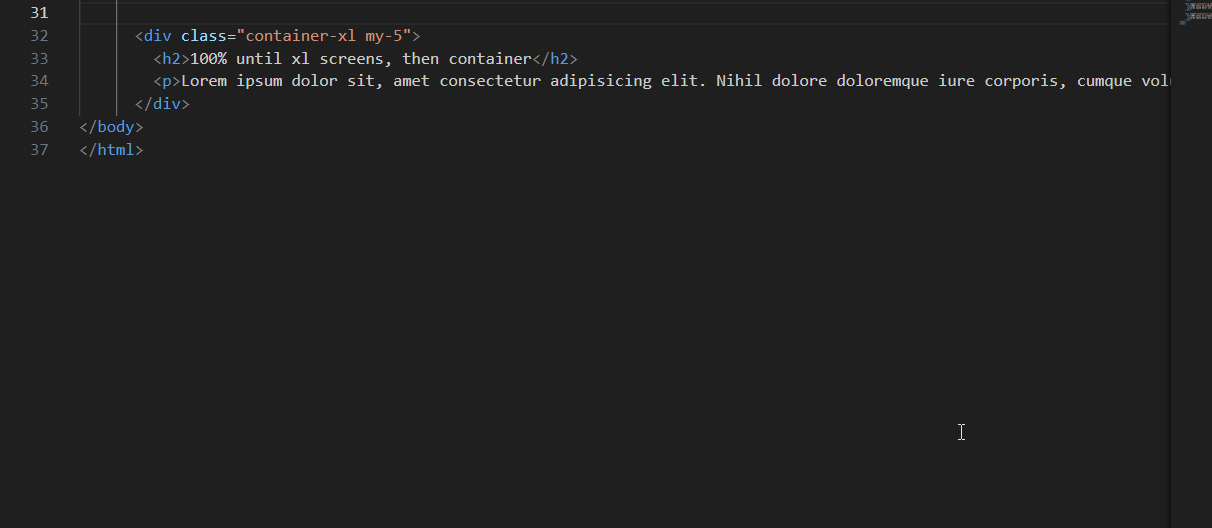 31
32 <div class="container-xl my-5">
33 <h2>100% until xl screens, then container</h2>
34 <p>Lorem ipsum dolor sit, amet consectetur adipisicing elit. Nihil dolore doloremque iure corporis, cumque
35 </div>
36 </body>
37 </html>